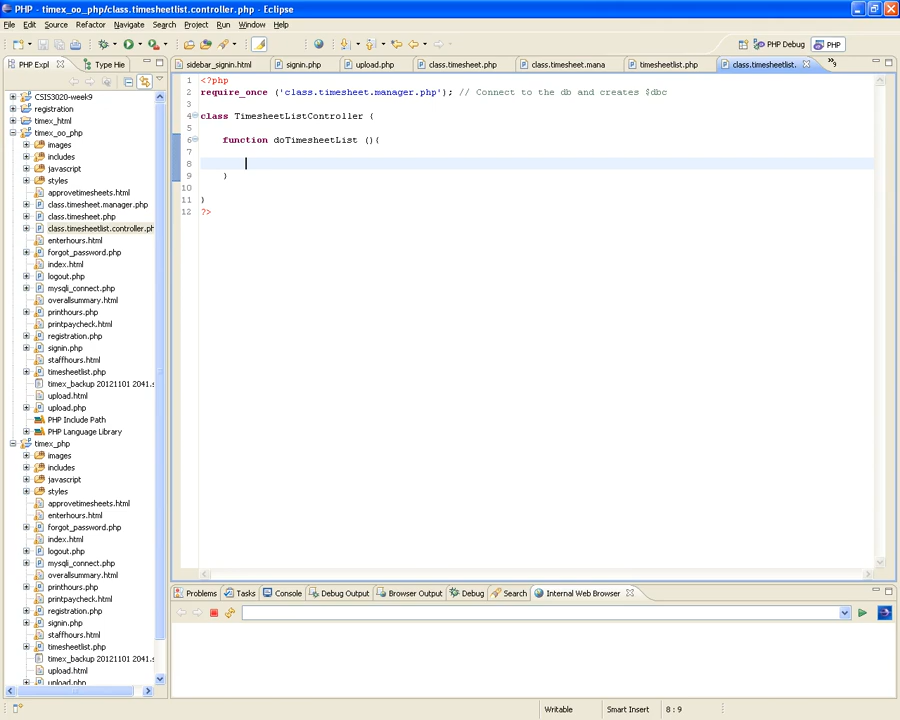 PHP - timex_oo_php/class.timesheetlist.controller.php - Eclipse
File Edit Source Refactor Navigate Search Project Run Window Help
PHP Debug PHP
PHP Expl Type Hie
sidebar_signin.html signin.php upload.php class.timesheet.php class.timesheet.mana timesheetlist.php class.timesheetlist. »9
CSIS3020-week9
registration
timex_html
timex_oo_php
images
includes
javascript
styles
approvetimesheets.html
class.timesheet.manager.php
class.timesheet.php
class.timesheetlist.controller.ph
enterhours.html
forgot_password.php
index.html
logout.php
mysqli_connect.php
overallsummary.html
printhours.php
printpaycheck.html
registration.php
signin.php
staffhours.html
timesheetlist.php
timex_backup 20121101 2041.s
upload.html
upload.php
PHP Include Path
PHP Language Library
timex_php
images
includes
javascript
styles
approvetimesheets.html
enterhours.html
forgot_password.php
index.html
logout.php
mysqli_connect.php
overallsummary.html
printhours.php
printpaycheck.html
registration.php
signin.php
staffhours.html
timesheetlist.php
timex_backup 20121101 2041.s
upload.html
upload.php
1 <?php
2 require_once ('class.timesheet.manager.php'); // Connect to the db and creates $dbc
3
4 class TimesheetListController {
5
6 function doTimesheetList (){
7
8
9 }
10
11 }
12 ?>
Problems Tasks Console Debug Output Browser Output Debug Search Internal Web Browser
Writable Smart Insert 8 : 9